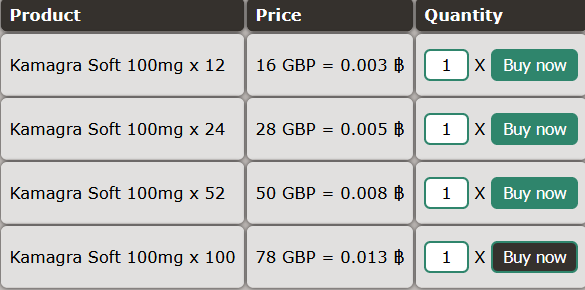 Product Price Quantity
Kamagra Soft 100mg x 12 16 GBP = 0.003 ฿ 1 X Buy now
Kamagra Soft 100mg x 24 28 GBP = 0.005 ฿ 1 X Buy now
Kamagra Soft 100mg x 52 50 GBP = 0.008 ฿ 1 X Buy now
Kamagra Soft 100mg x 100 78 GBP = 0.013 ฿ 1 X Buy now